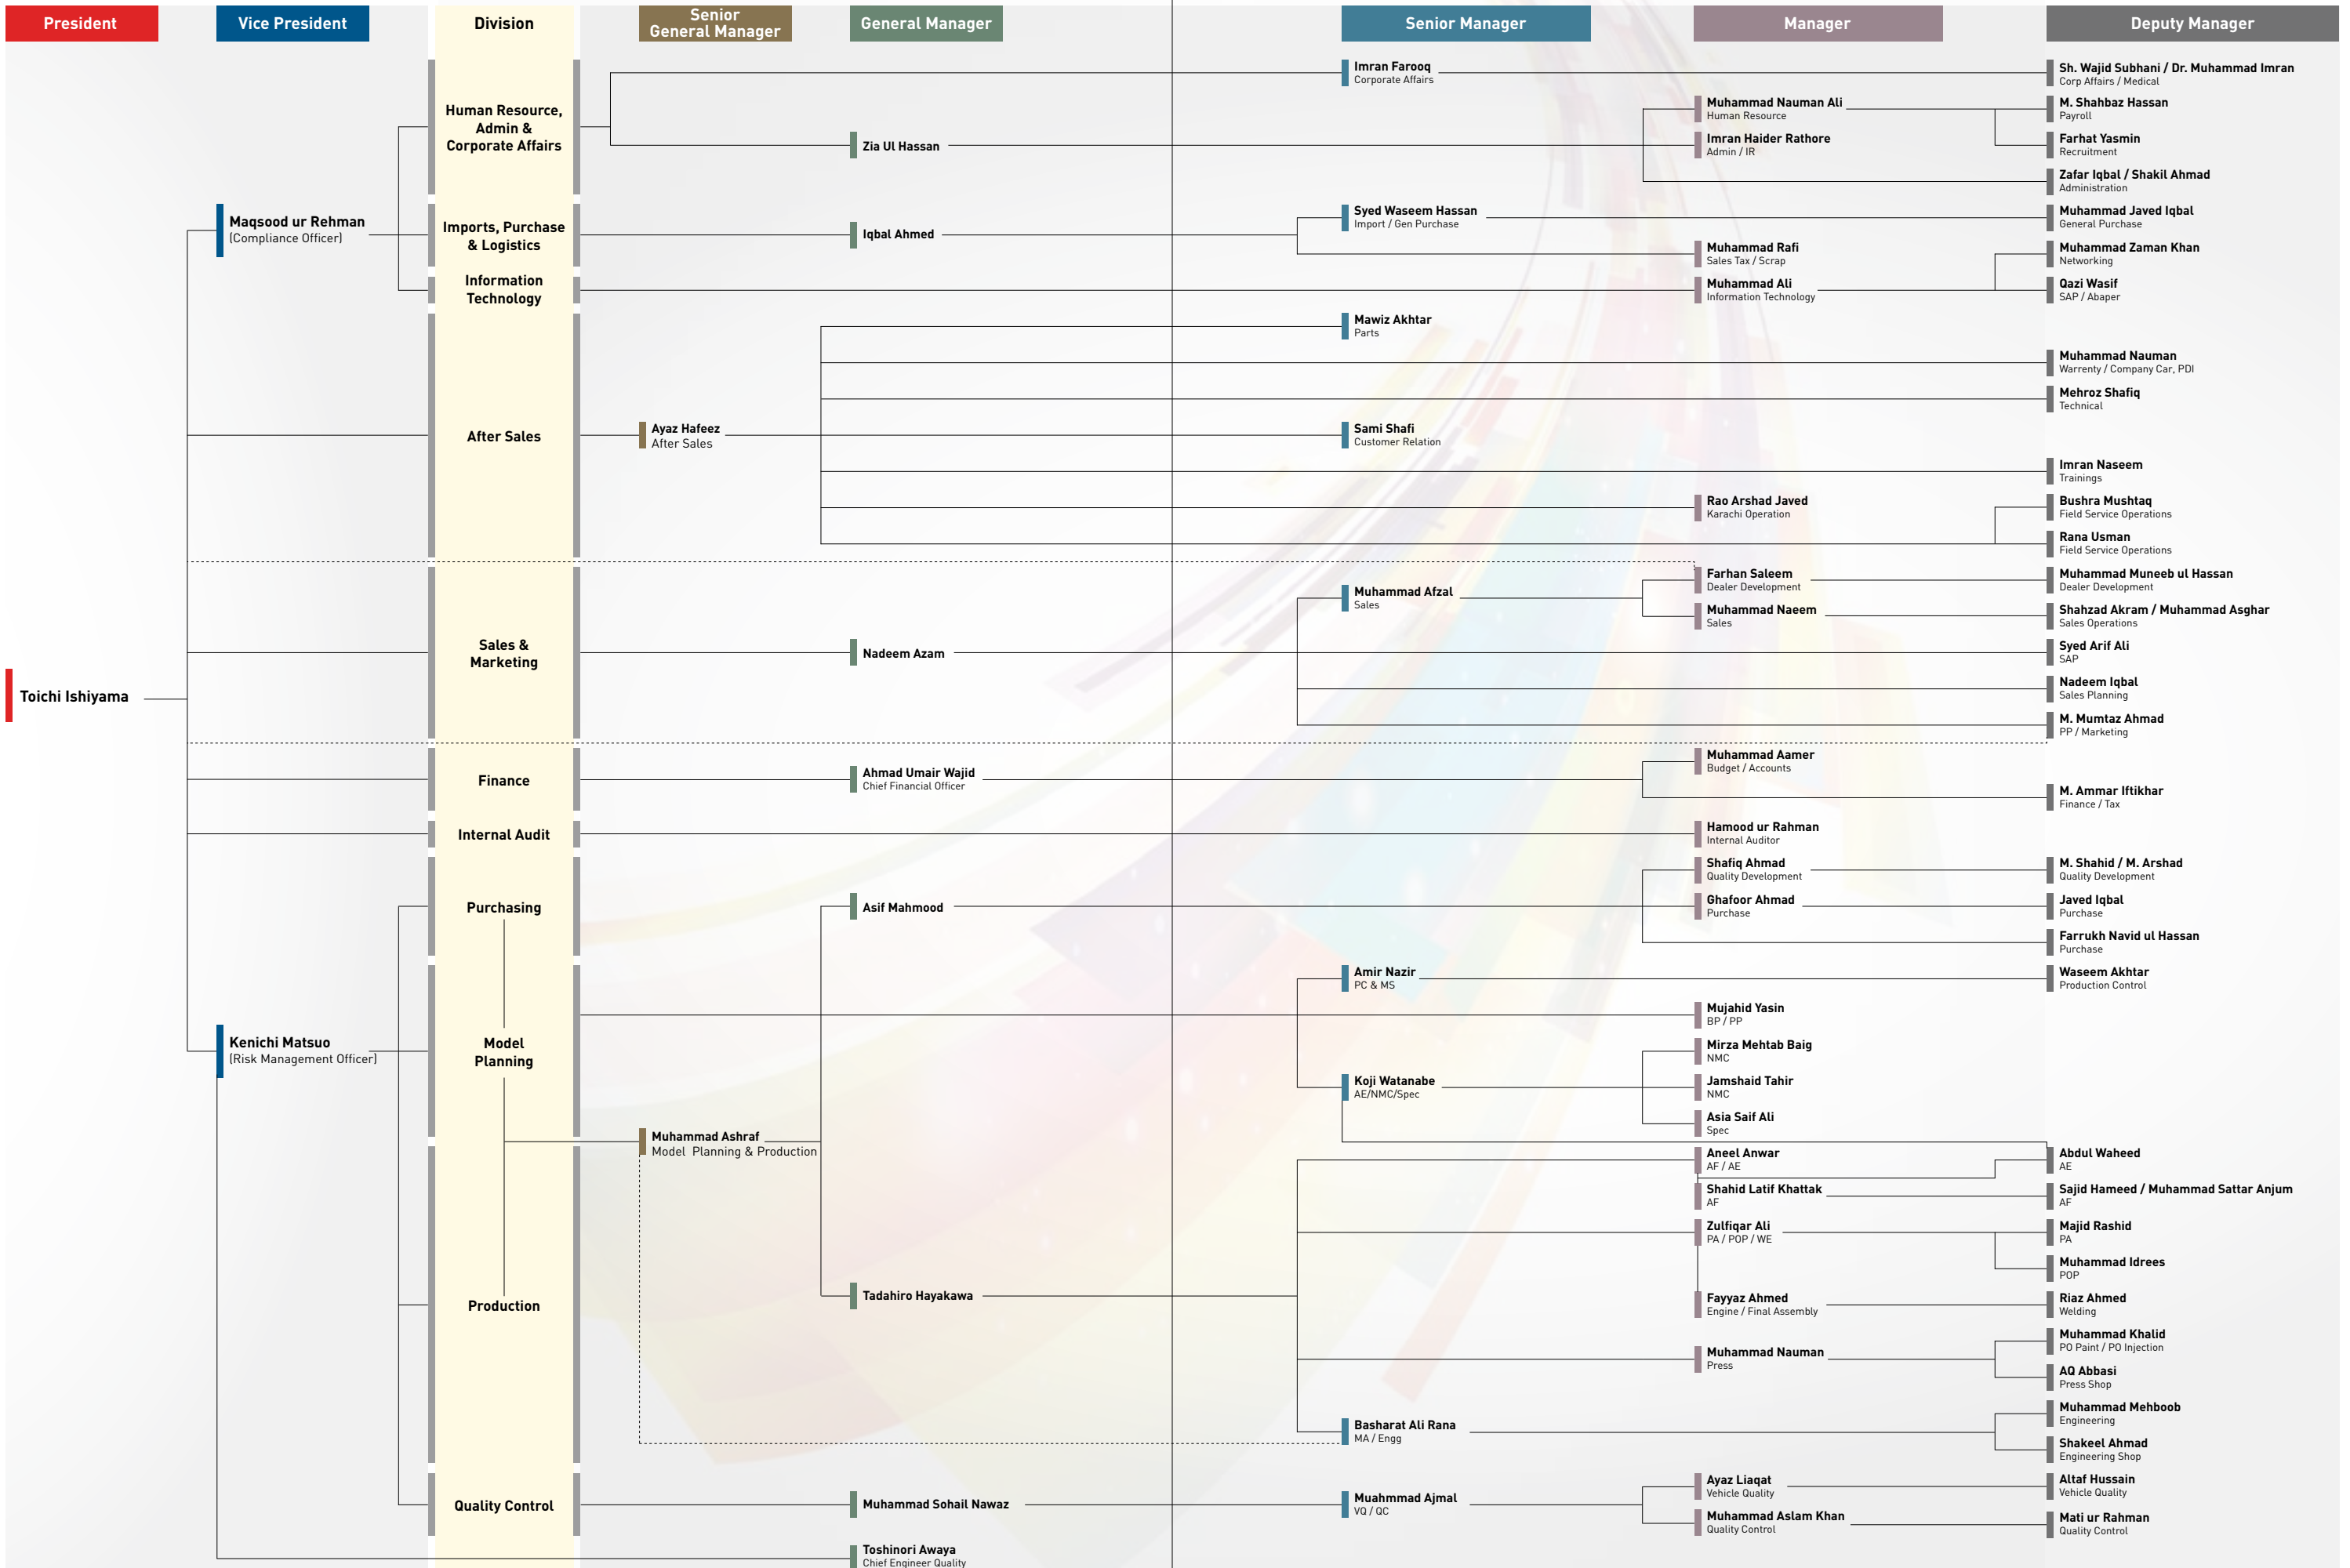 President
Vice President
Division
Senior
General Manager
General Manager
Senior Manager
Manager
Deputy Manager
Toichi Ishiyama
Maqsood ur Rehman
(Compliance Officer)
Kenichi Matsuo
(Risk Management Officer)
Human Resource,
Admin &
Corporate Affairs
Imports, Purchase
& Logistics
Information
Technology
After Sales
Sales &
Marketing
Finance
Internal Audit
Purchasing
Model
Planning
Production
Quality Control
Ayaz Hafeez
After Sales
Muhammad Ashraf
Model Planning & Production
Zia Ul Hassan
Iqbal Ahmed
Nadeem Azam
Ahmad Umair Wajid
Chief Financial Officer
Asif Mahmood
Tadahiro Hayakawa
Muhammad Sohail Nawaz
Toshinori Awaya
Chief Engineer Quality
Imran Farooq
Corporate Affairs
Syed Waseem Hassan
Import / Gen Purchase
Mawiz Akhtar
Parts
Sami Shafi
Customer Relation
Muhammad Afzal
Sales
Amir Nazir
PC & MS
Koji Watanabe
AE/NMC/Spec
Basharat Ali Rana
MA / Engg
Muahmmad Ajmal
VQ / QC
Muhammad Nauman Ali
Human Resource
Imran Haider Rathore
Admin / IR
Muhammad Rafi
Sales Tax / Scrap
Muhammad Ali
Information Technology
Rao Arshad Javed
Karachi Operation
Farhan Saleem
Dealer Development
Muhammad Naeem
Sales
Muhammad Aamer
Budget / Accounts
Hamood ur Rahman
Internal Auditor
Shafiq Ahmad
Quality Development
Ghafoor Ahmad
Purchase
Mujahid Yasin
BP / PP
Mirza Mehtab Baig
NMC
Jamshaid Tahir
NMC
Asia Saif Ali
Spec
Aneel Anwar
AF / AE
Shahid Latif Khattak
AF
Zulfiqar Ali
PA / POP / WE
Fayyaz Ahmed
Engine / Final Assembly
Muhammad Nauman
Press
Ayaz Liaqat
Vehicle Quality
Muhammad Aslam Khan
Quality Control
Sh. Wajid Subhani / Dr. Muhammad Imran
Corp Affairs / Medical
M. Shahbaz Hassan
Payroll
Farhat Yasmin
Recruitment
Zafar Iqbal / Shakil Ahmad
Administration
Muhammad Javed Iqbal
General Purchase
Muhammad Zaman Khan
Networking
Qazi Wasif
SAP / Abaper
Muhammad Nauman
Warrenty / Company Car, PDI
Mehroz Shafiq
Technical
Imran Naseem
Trainings
Bushra Mushtaq
Field Service Operations
Rana Usman
Field Service Operations
Muhammad Muneeb ul Hassan
Dealer Development
Shahzad Akram / Muhammad Asghar
Sales Operations
Syed Arif Ali
SAP
Nadeem Iqbal
Sales Planning
M. Mumtaz Ahmad
PP / Marketing
M. Ammar Iftikhar
Finance / Tax
M. Shahid / M. Arshad
Quality Development
Javed Iqbal
Purchase
Farrukh Navid ul Hassan
Purchase
Waseem Akhtar
Production Control
Abdul Waheed
AE
Sajid Hameed / Muhammad Sattar Anjum
AF
Majid Rashid
PA
Muhammad Idrees
POP
Riaz Ahmed
Welding
Muhammad Khalid
PO Paint / PO Injection
AQ Abbasi
Press Shop
Muhammad Mehboob
Engineering
Shakeel Ahmad
Engineering Shop
Altaf Hussain
Vehicle Quality
Mati ur Rahman
Quality Control